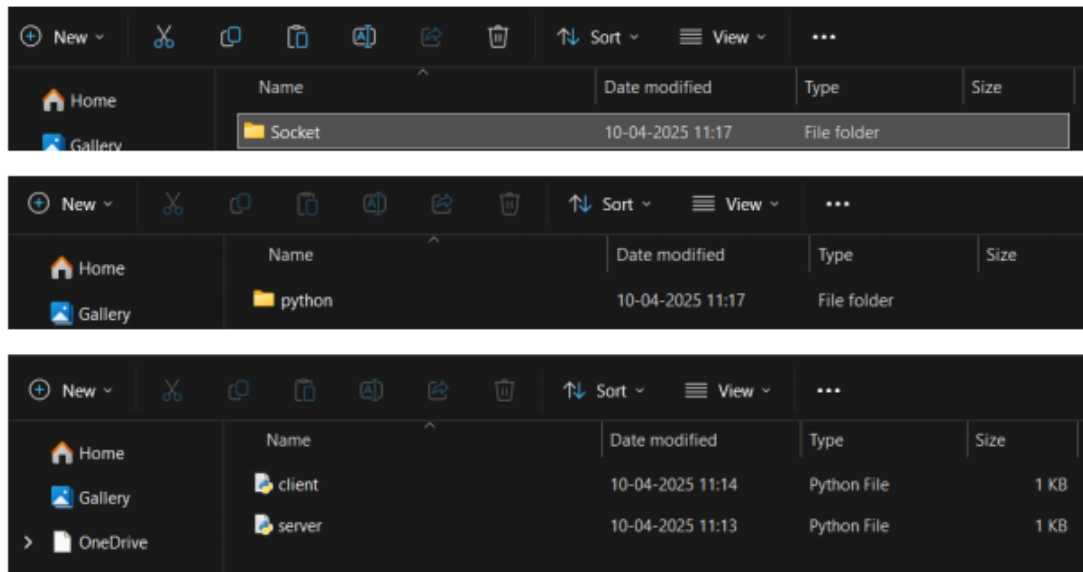 New Sort View ...
Name Date modified Type Size
Home
Socket 10-04-2025 11:17 File folder
Gallery
New Sort View ...
Name Date modified Type Size
Home
python 10-04-2025 11:17 File folder
Gallery
New Sort View ...
Name Date modified Type Size
Home
client 10-04-2025 11:14 Python File 1 KB
Gallery
server 10-04-2025 11:13 Python File 1 KB
OneDrive